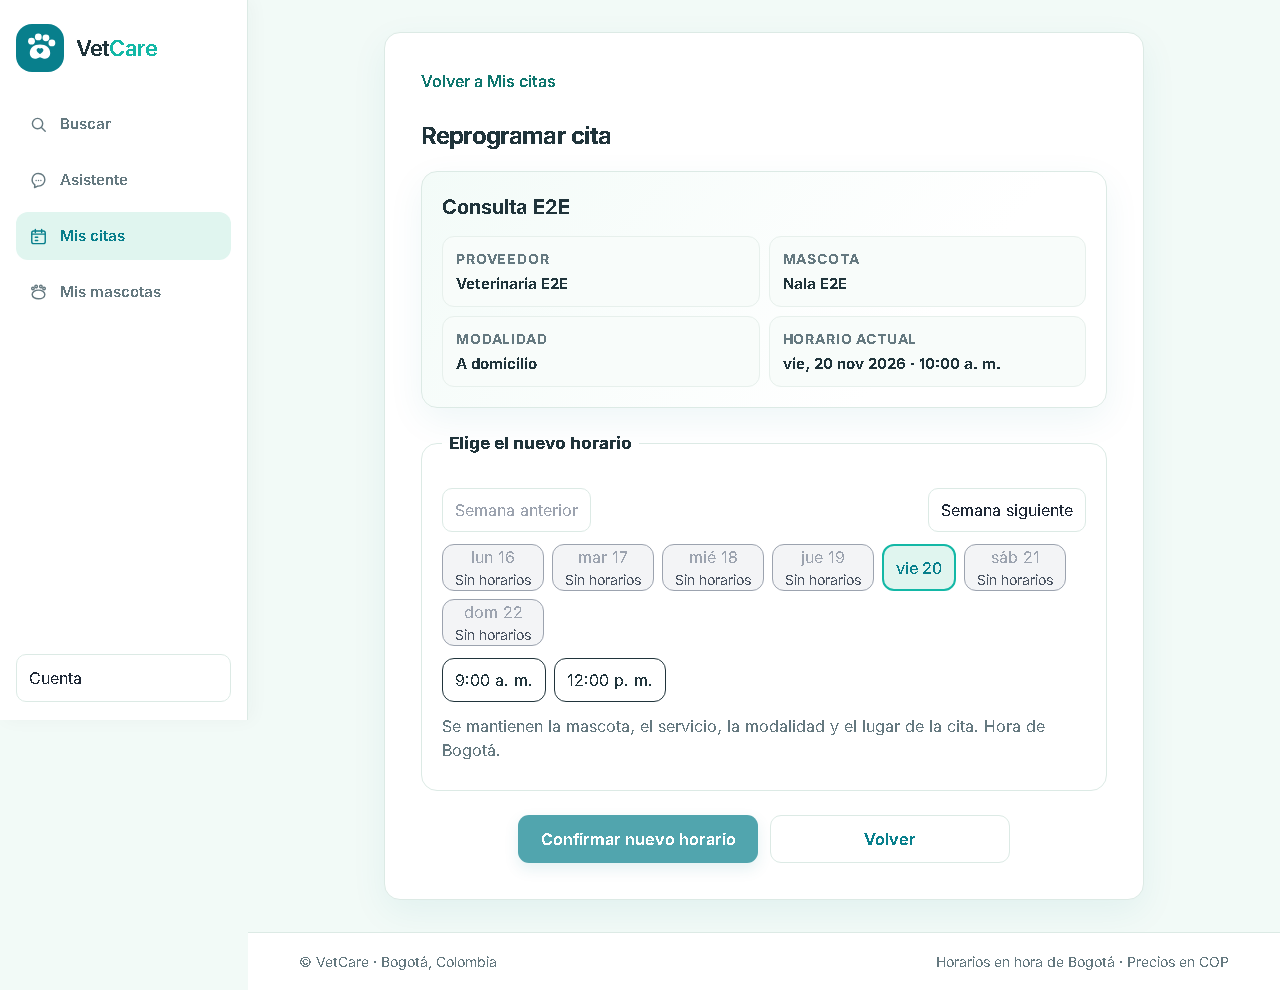 VetCare
Buscar
Asistente
Mis citas
Mis mascotas
Cuenta
Volver a Mis citas
Reprogramar cita
Consulta E2E
PROVEEDOR
Veterinaria E2E
MASCOTA
Nala E2E
MODALIDAD
A domicilio
HORARIO ACTUAL
vie, 20 nov 2026 · 10:00 a. m.
Elige el nuevo horario
Semana anterior
Semana siguiente
lun 16
Sin horarios
mar 17
Sin horarios
mié 18
Sin horarios
jue 19
Sin horarios
vie 20
sáb 21
Sin horarios
dom 22
Sin horarios
9:00 a. m.
12:00 p. m.
Se mantienen la mascota, el servicio, la modalidad y el lugar de la cita. Hora de
Bogotá.
Confirmar nuevo horario
Volver
© VetCare · Bogotá, Colombia
Horarios en hora de Bogotá · Precios en COP